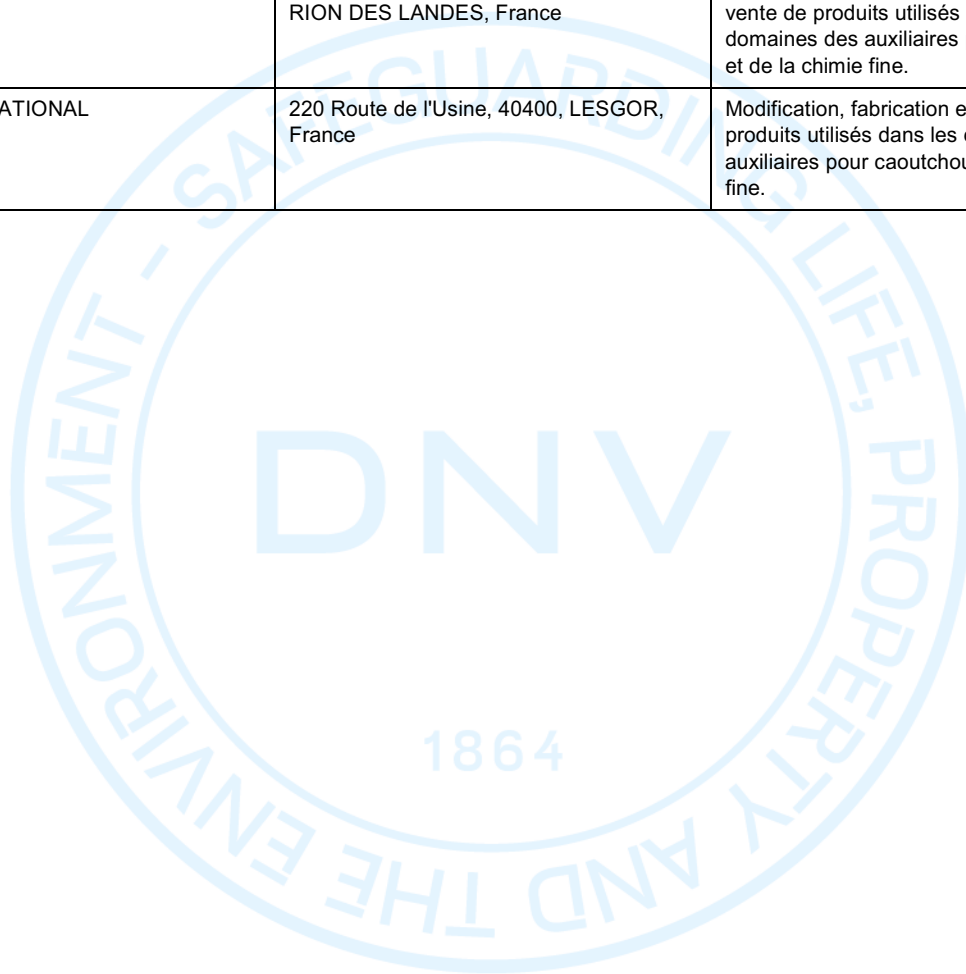 RION DES LANDES, France
vente de produits utilisés
domaines des auxiliaires
et de la chimie fine.
ATIONAL
220 Route de l'Usine, 40400, LESGOR,
France
Modification, fabrication e
produits utilisés dans les
auxiliaires pour caoutchou
fine.
SAFEGUARDING LIFE, PROPERTY AND THE ENVIRONMENT -
DNV
1864